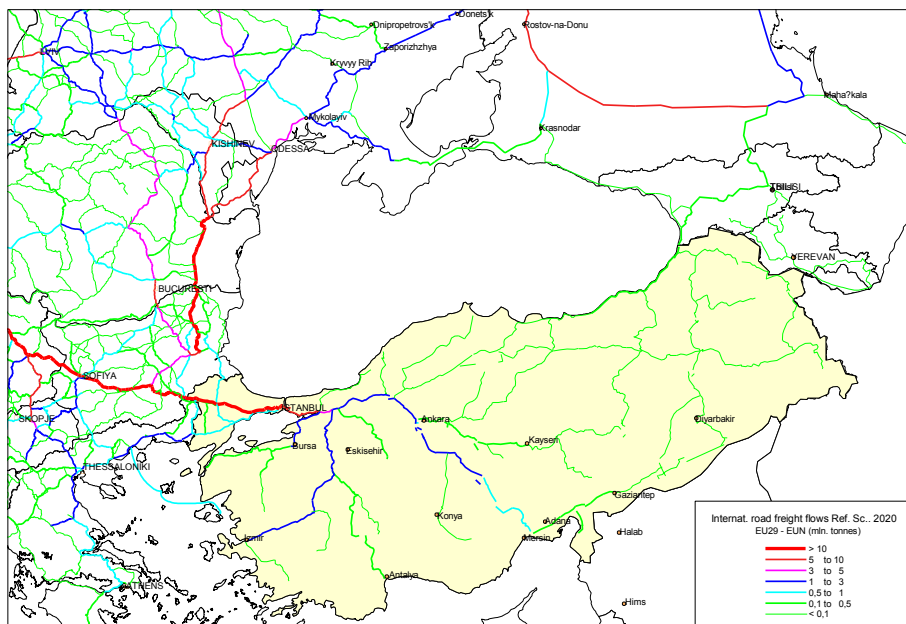 Donets'k
Dnipropetrovs'k
Rostov-na-Donu
Zaporizhzhya
L'VIV
Kryvyy Rih
Maha?kala
Mykolayiv
Krasnodar
KISHINEV
ODESSA
TBILISI
YEREVAN
BUCURESTI
SOFIYA
ISTANBUL
SKOPJE
Ankara
Diyarbakir
Bursa
Eskisehir
Kayseri
THESSALONIKI
Gaziantep
Konya
Adana
Izmir
Mersin
Halab
Antalya
ATHENS
Hims
Internat. road freight flows Ref. Sc.. 2020
EU29 - EUN (mln. tonnes)
> 10
5 to 10
3 to 5
1 to 3
0,5 to 1
0,1 to 0,5
< 0,1